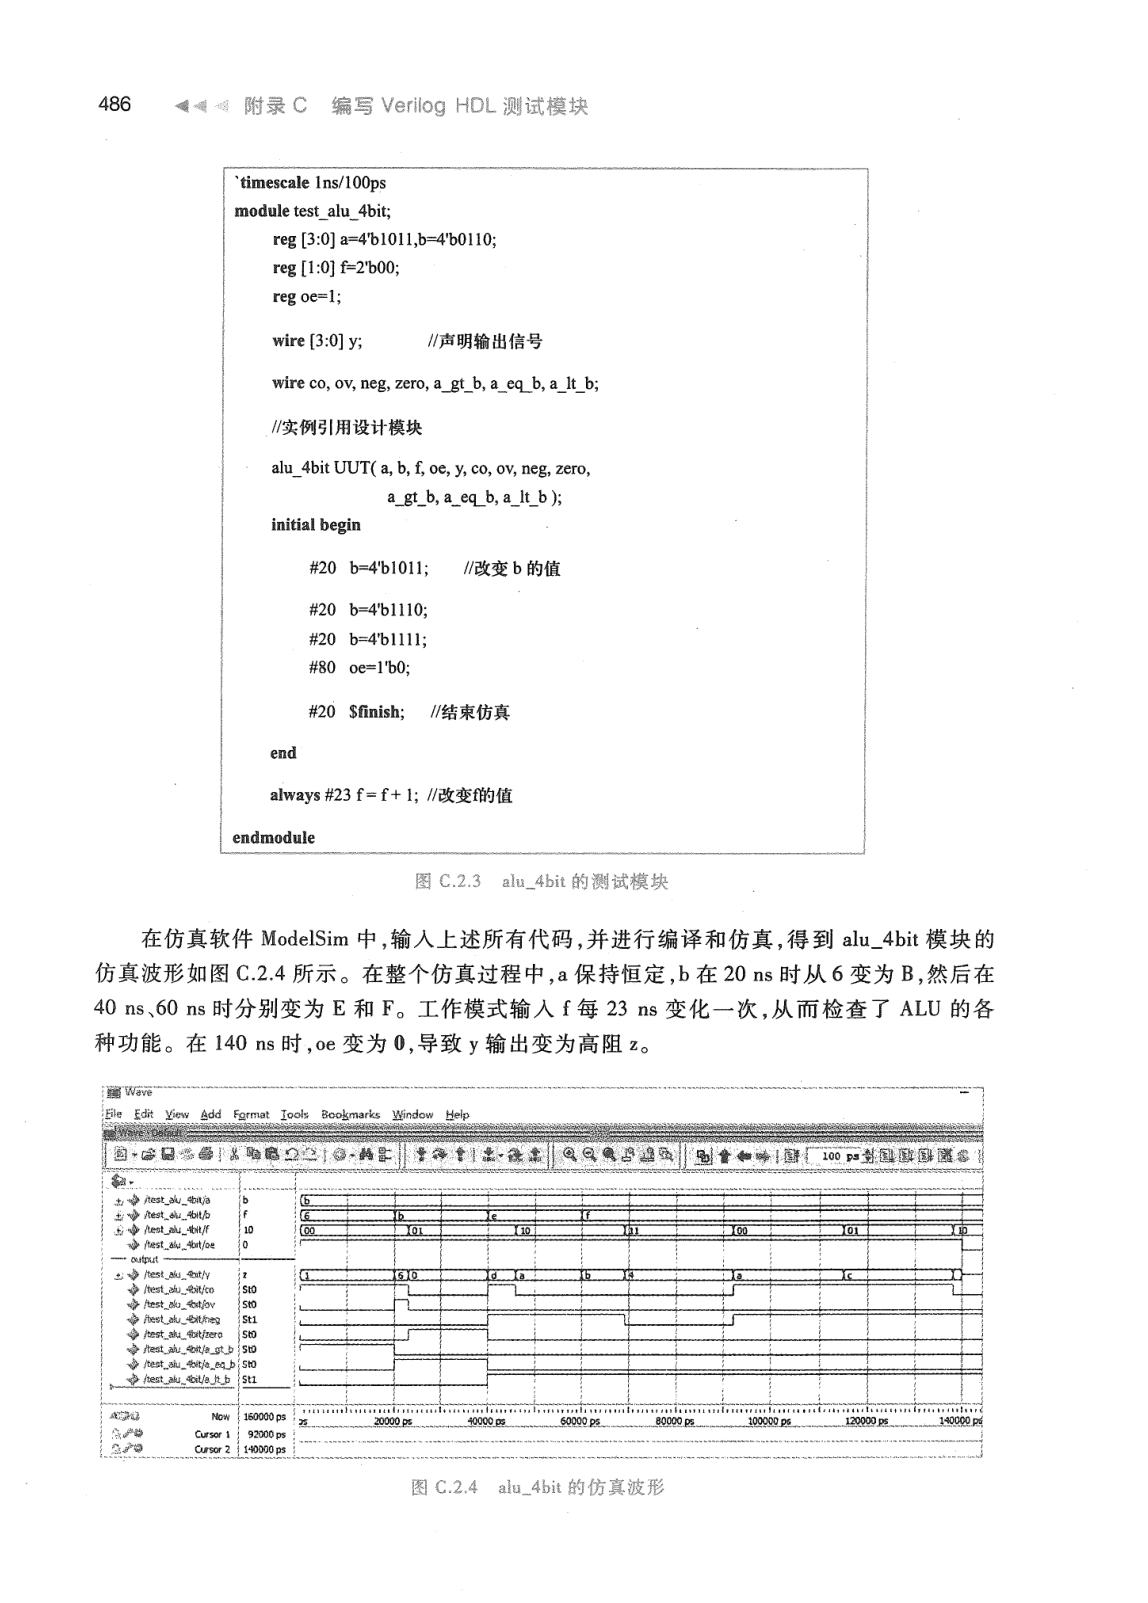 486 附录 C 编写 Verilog HDL 测试模块
`timescale 1ns/100ps
module test_alu_4bit;
reg [3:0] a=4'b1011,b=4'b0110;
reg [1:0] f=2'b00;
reg oe=1;
wire [3:0] y; //声明输出信号
wire co, ov, neg, zero, a_gt_b, a_eq_b, a_lt_b;
//实例引用设计模块
alu_4bit UUT( a, b, f, oe, y, co, ov, neg, zero,
a_gt_b, a_eq_b, a_lt_b );
initial begin
#20 b=4'b1011; //改变 b 的值
#20 b=4'b1110;
#20 b=4'b1111;
#80 oe=1'b0;
#20 $finish; //结束仿真
end
always #23 f = f + 1; //改变f的值
endmodule
图 C.2.3 alu_4bit 的测试模块
在仿真软件 ModelSim 中,输入上述所有代码,并进行编译和仿真,得到 alu_4bit 模块的
仿真波形如图 C.2.4 所示。在整个仿真过程中,a 保持恒定,b 在 20 ns 时从 6 变为 B,然后在
40 ns、60 ns 时分别变为 E 和 F。工作模式输入 f 每 23 ns 变化一次,从而检查了 ALU 的各
种功能。在 140 ns 时,oe 变为 0,导致 y 输出变为高阻 z。
Wave
File Edit View Add Format Tools Bookmarks Window Help
Wave - Default
100 ps
/test_alu_4bit/a b b
/test_alu_4bit/b f 6 b e f
/test_alu_4bit/f 10 00 01 10 11 00 01 10
/test_alu_4bit/oe 0
output
/test_alu_4bit/y z 1 6 0 d a b 4 a c
/test_alu_4bit/co St0
/test_alu_4bit/ov St0
/test_alu_4bit/neg St1
/test_alu_4bit/zero St0
/test_alu_4bit/a_gt_b St0
/test_alu_4bit/a_eq_b St0
/test_alu_4bit/a_lt_b St1
Now 160000 ps 20000 ps 40000 ps 60000 ps 80000 ps 100000 ps 120000 ps 140000 ps
Cursor 1 92000 ps
Cursor 2 140000 ps
图 C.2.4 alu_4bit 的仿真波形